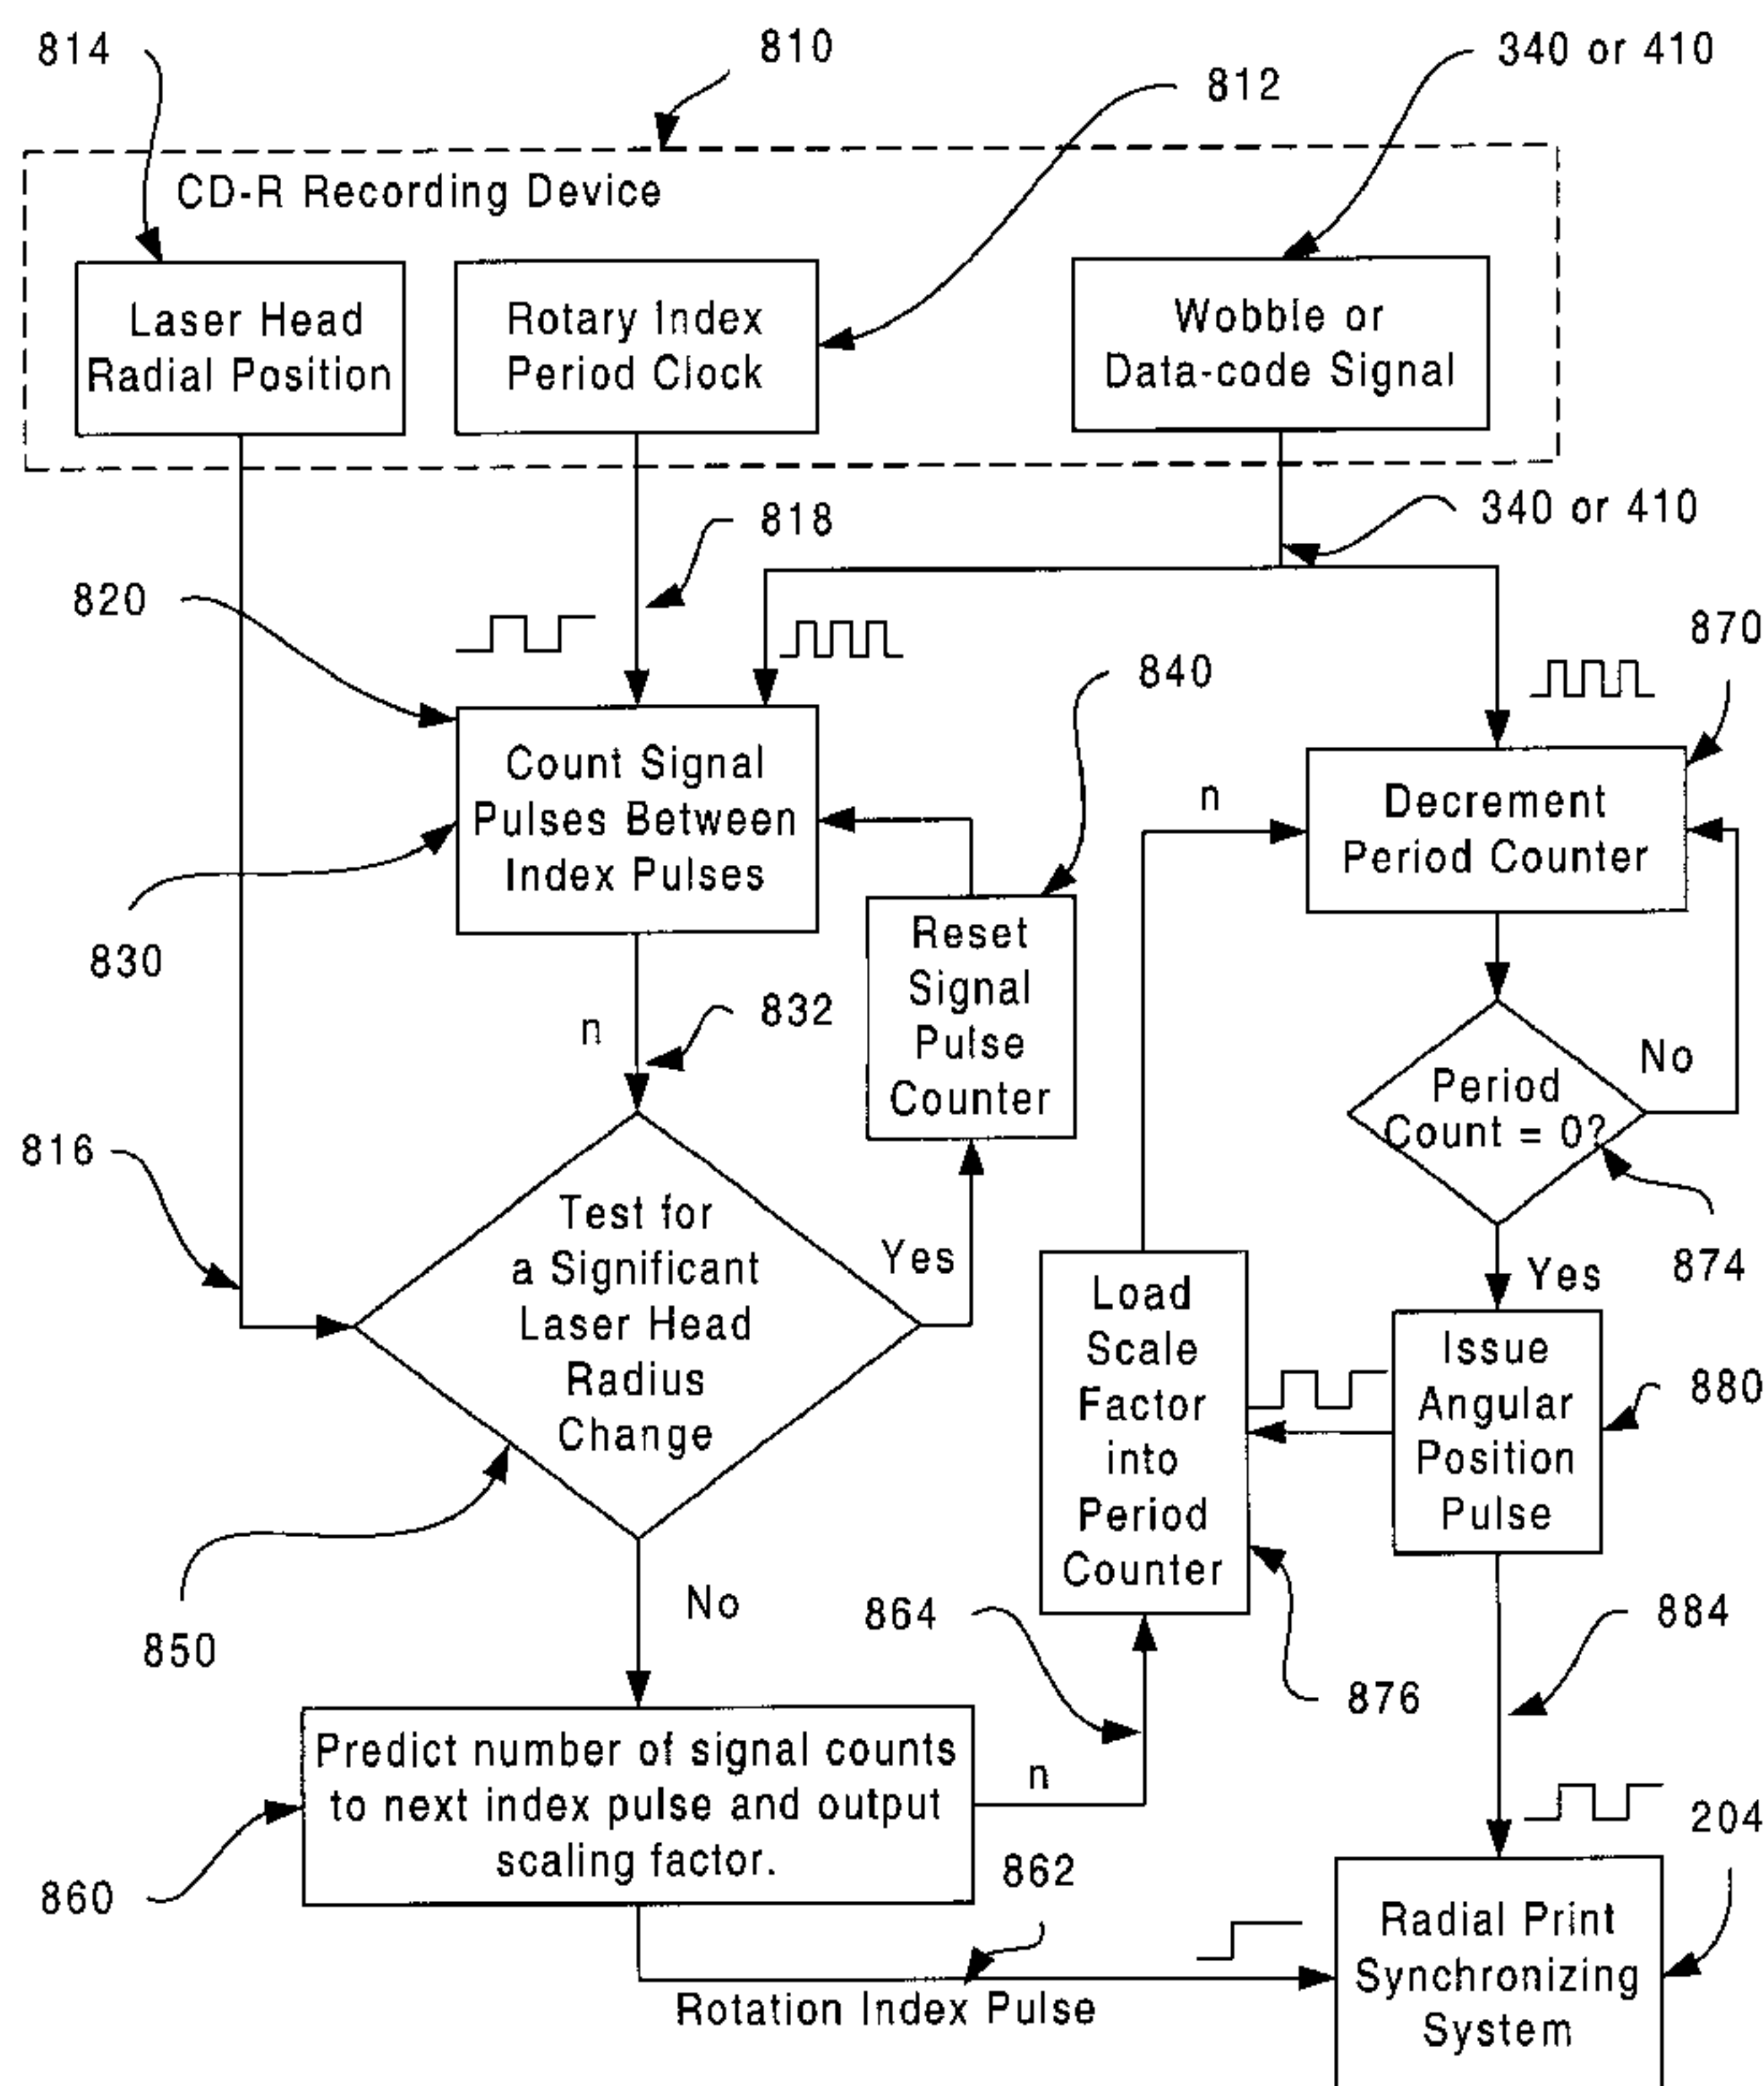 814
810
812
340 or 410
CD-R Recording Device
Laser Head
Radial Position
Rotary Index
Period Clock
Wobble or
Data-code Signal
818
340 or 410
820
840
870
Count Signal
Pulses Between
Index Pulses
n
Decrement
Period Counter
830
Reset
Signal
Pulse
Counter
n
832
No
Period
Count = 0?
816
Test for
a Significant
Laser Head
Radius
Change
Yes
874
Yes
Load
Scale
Factor
into
Period
Counter
Issue
Angular
Position
Pulse
880
850
No
864
876
884
Predict number of signal counts
to next index pulse and output
scaling factor.
n
860
862
204
Rotation Index Pulse
Radial Print
Synchronizing
System